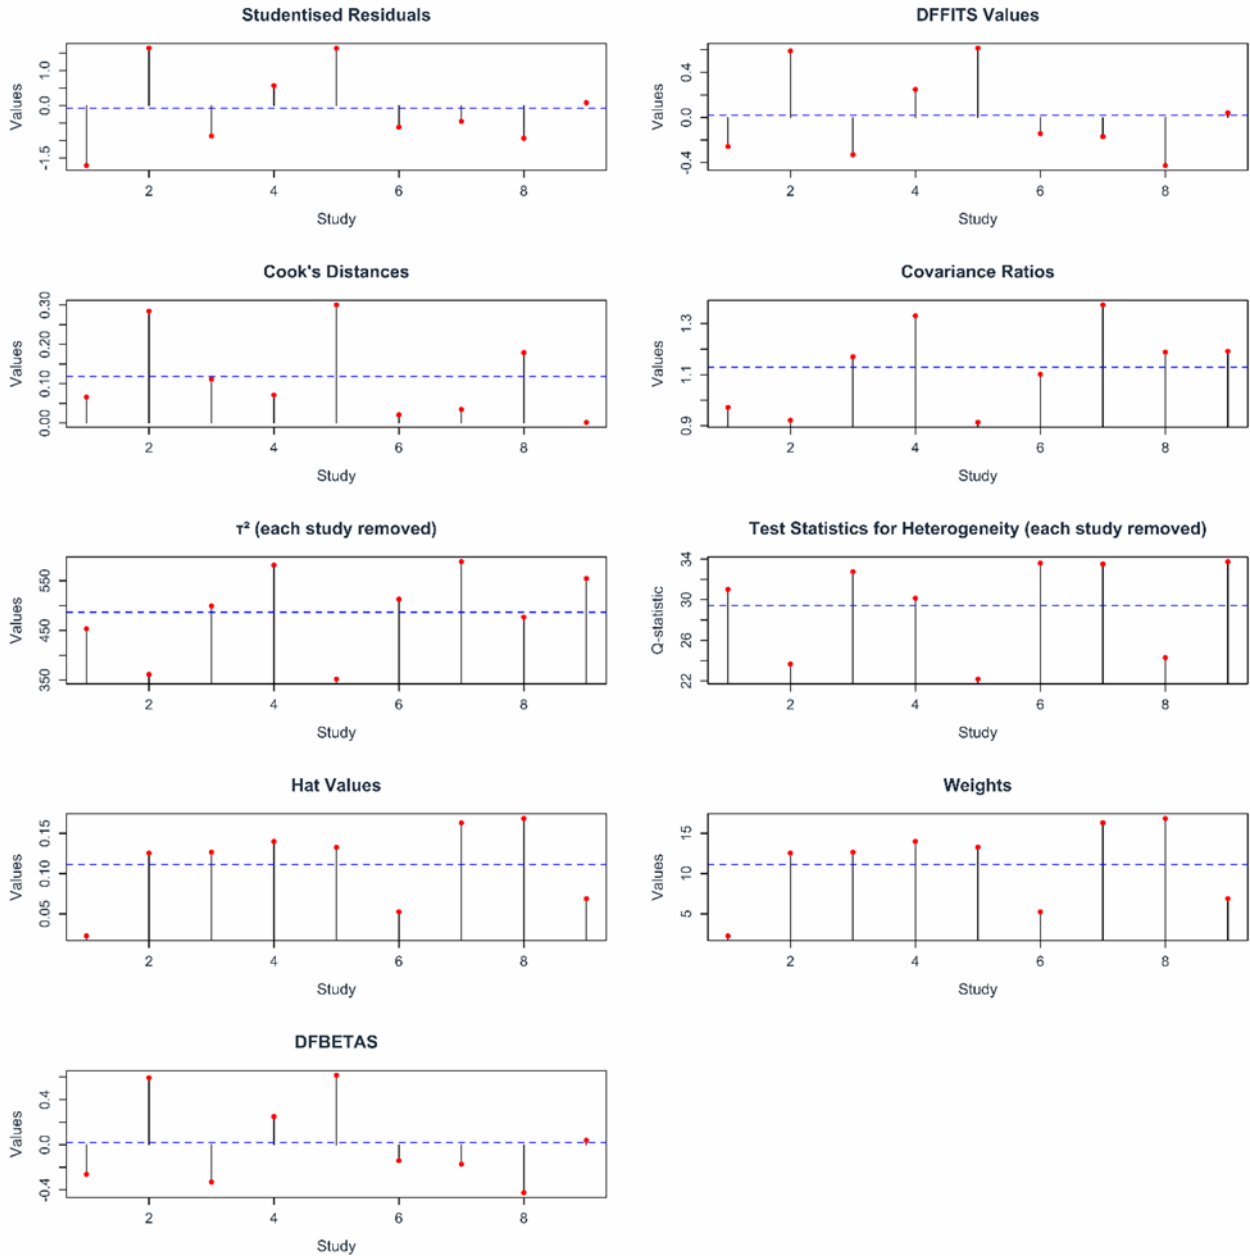 Studentised Residuals
Values
1.0
0.0
-1.5
2
4
6
8
Study
DFFITS Values
Values
0.4
0.0
-0.4
2
4
6
8
Study
Cook's Distances
Values
0.30
0.20
0.10
0.00
2
4
6
8
Study
Covariance Ratios
Values
1.3
1.1
0.9
2
4
6
8
Study
τ² (each study removed)
Values
550
450
350
2
4
6
8
Study
Test Statistics for Heterogeneity (each study removed)
Q-statistic
34
30
26
22
2
4
6
8
Study
Hat Values
Values
0.15
0.10
0.05
2
4
6
8
Study
Weights
Values
15
10
5
2
4
6
8
Study
DFBETAS
Values
0.4
0.0
-0.4
2
4
6
8
Study